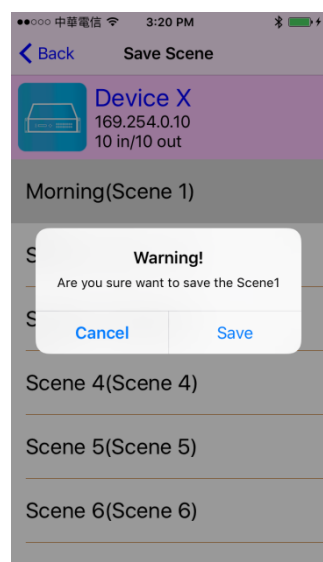 中華電信 3:20 PM
Back Save Scene
Device X
169.254.0.10
10 in/10 out
Morning(Scene 1)
S
Warning!
Are you sure want to save the Scene1
S
Cancel Save
Scene 4(Scene 4)
Scene 5(Scene 5)
Scene 6(Scene 6)